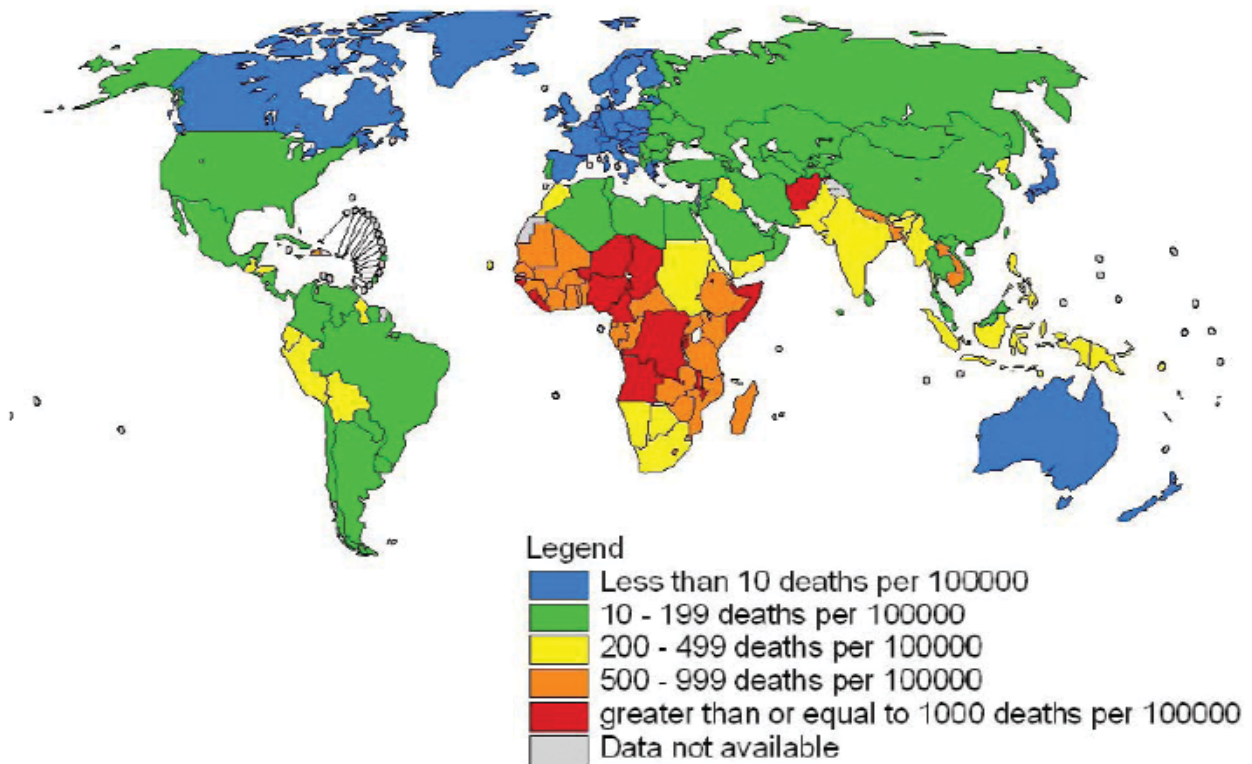 Legend
Less than 10 deaths per 100000
10 - 199 deaths per 100000
200 - 499 deaths per 100000
500 - 999 deaths per 100000
greater than or equal to 1000 deaths per 100000
Data not available